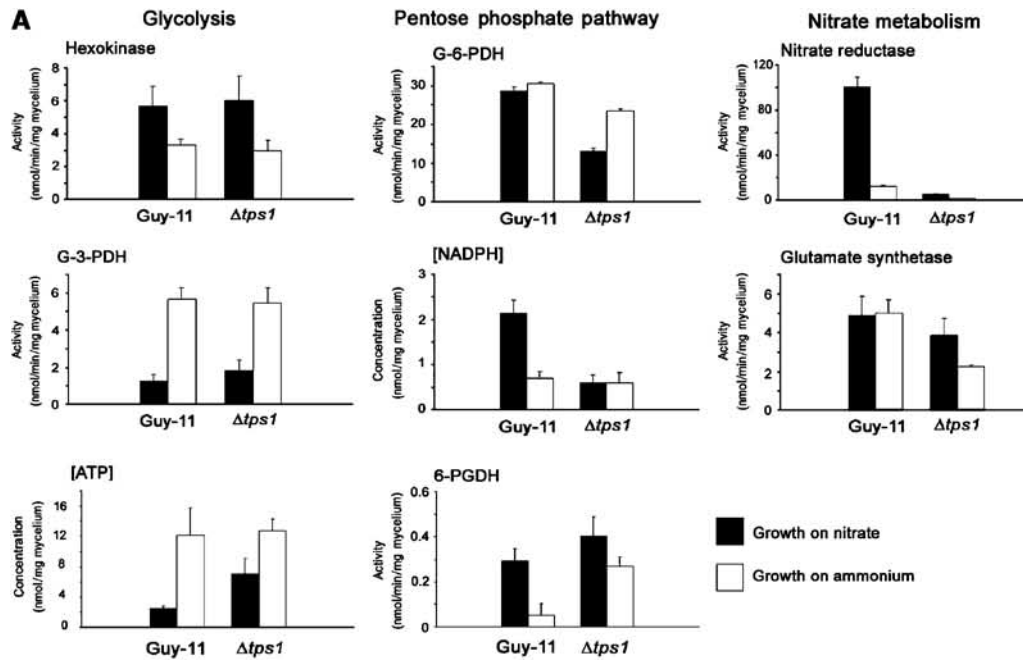 A
Glycolysis
Pentose phosphate pathway
Nitrate metabolism
Hexokinase
Activity
(nmol/min/mg mycelium)
8
6
4
2
0
Guy-11
Δtps1
G-6-PDH
Activity
(nmol/min/mg mycelium)
30
20
10
0
Guy-11
Δtps1
Nitrate reductase
Activity
(nmol/min/mg mycelium)
120
80
40
0
Guy-11
Δtps1
G-3-PDH
Activity
(nmol/min/mg mycelium)
6
4
2
0
Guy-11
Δtps1
[NADPH]
Concentration
(nmol/mg mycelium)
3
2
1
0
Guy-11
Δtps1
Glutamate synthetase
Activity
(nmol/min/mg mycelium)
6
4
2
0
Guy-11
Δtps1
[ATP]
Concentration
(nmol/mg mycelium)
16
12
8
4
2
0
Guy-11
Δtps1
6-PGDH
Activity
(nmol/min/mg mycelium)
0.6
0.4
0.2
0.0
Guy-11
Δtps1
Growth on nitrate
Growth on ammonium